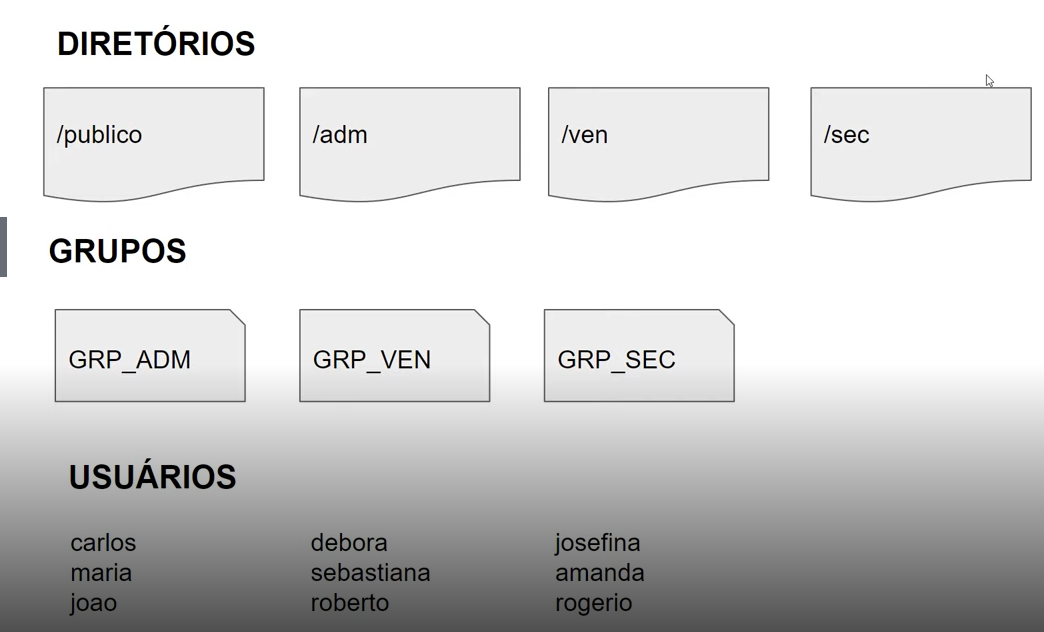 DIRETÓRIOS
/publico
/adm
/ven
/sec
GRUPOS
GRP_ADM
GRP_VEN
GRP_SEC
USUÁRIOS
carlos
maria
joao
debora
sebastiana
roberto
josefina
amanda
rogerio